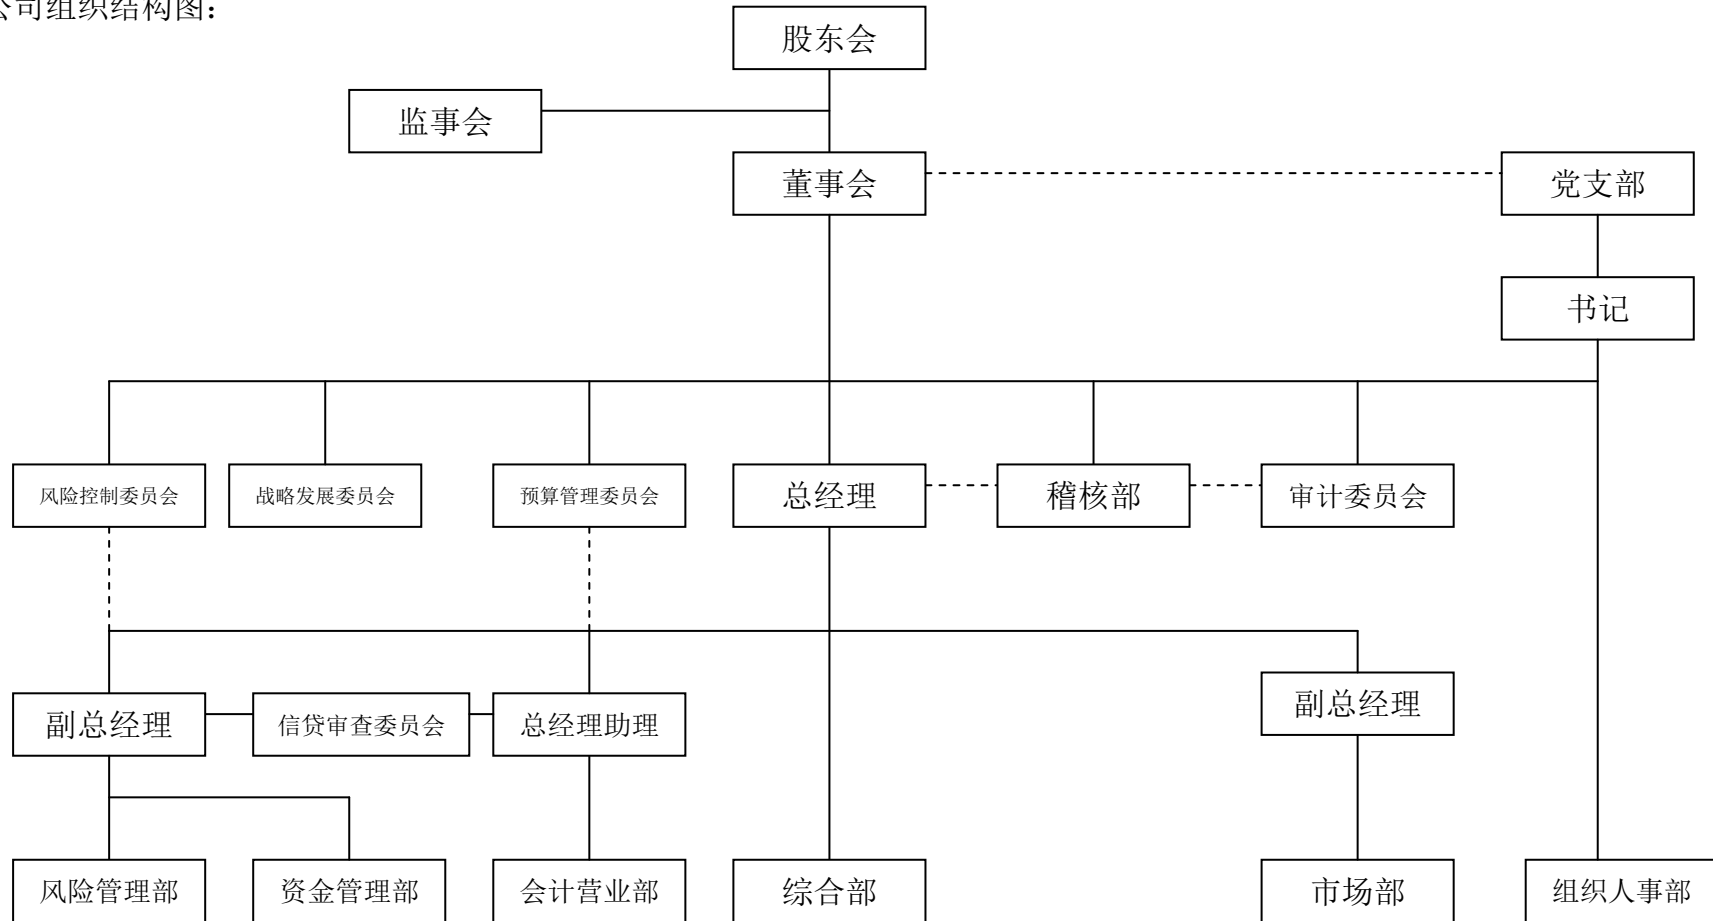 公司组织结构图：
股东会
监事会
董事会
党支部
书记
风险控制委员会
战略发展委员会
预算管理委员会
总经理
稽核部
审计委员会
副总经理
信贷审查委员会
总经理助理
副总经理
风险管理部
资金管理部
会计营业部
综合部
市场部
组织人事部